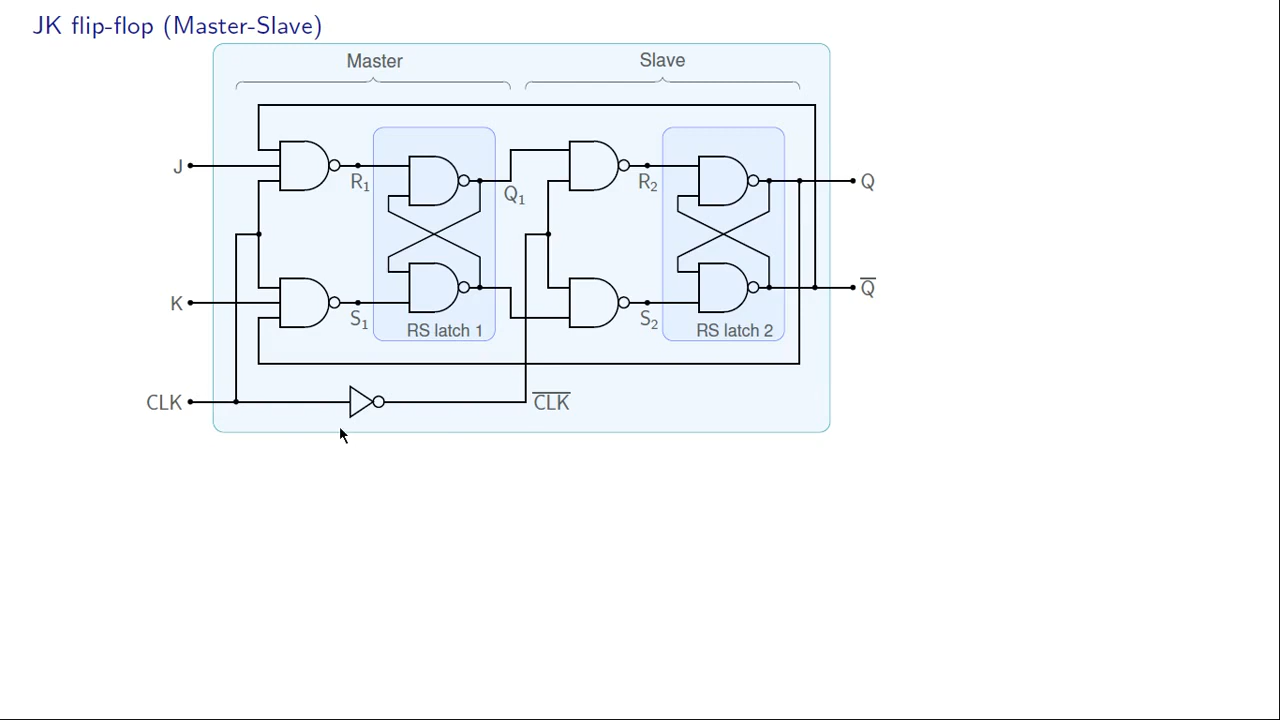 JK flip-flop (Master-Slave)
Master
Slave
J
R1
Q1
R2
Q
K
S1
S2
Q̅
RS latch 1
RS latch 2
CLK
C̅L̅K̅